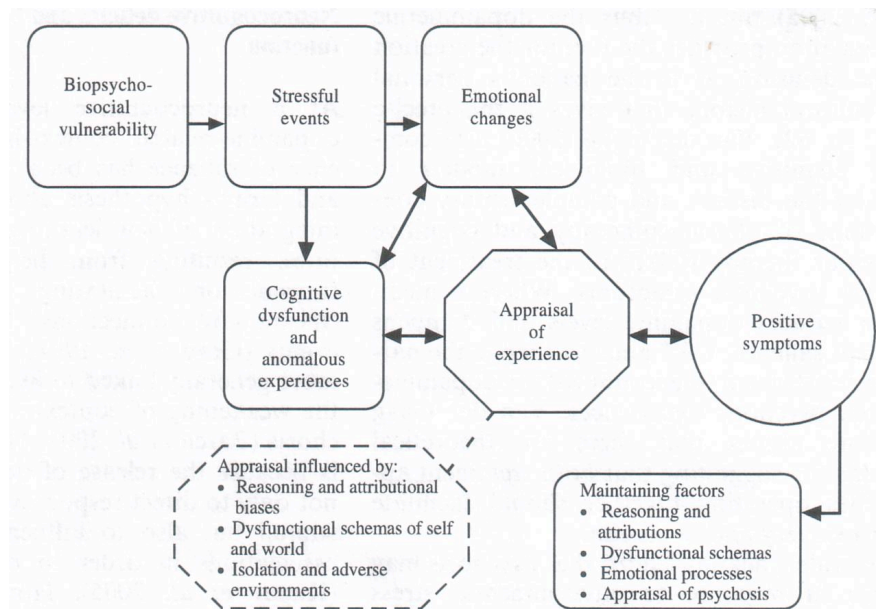 Biopsycho-
social
vulnerability
Stressful
events
Emotional
changes
Cognitive
dysfunction
and
anomalous
experiences
Appraisal
of
experience
Positive
symptoms
Appraisal influenced by:
• Reasoning and attribution
biases
• Dysfunctional schemas of self
and world
• Isolation and adverse
environments
Maintaining factors
• Reasoning and
attributions
• Dysfunctional schemas
• Emotional processes
• Appraisal of psychosis